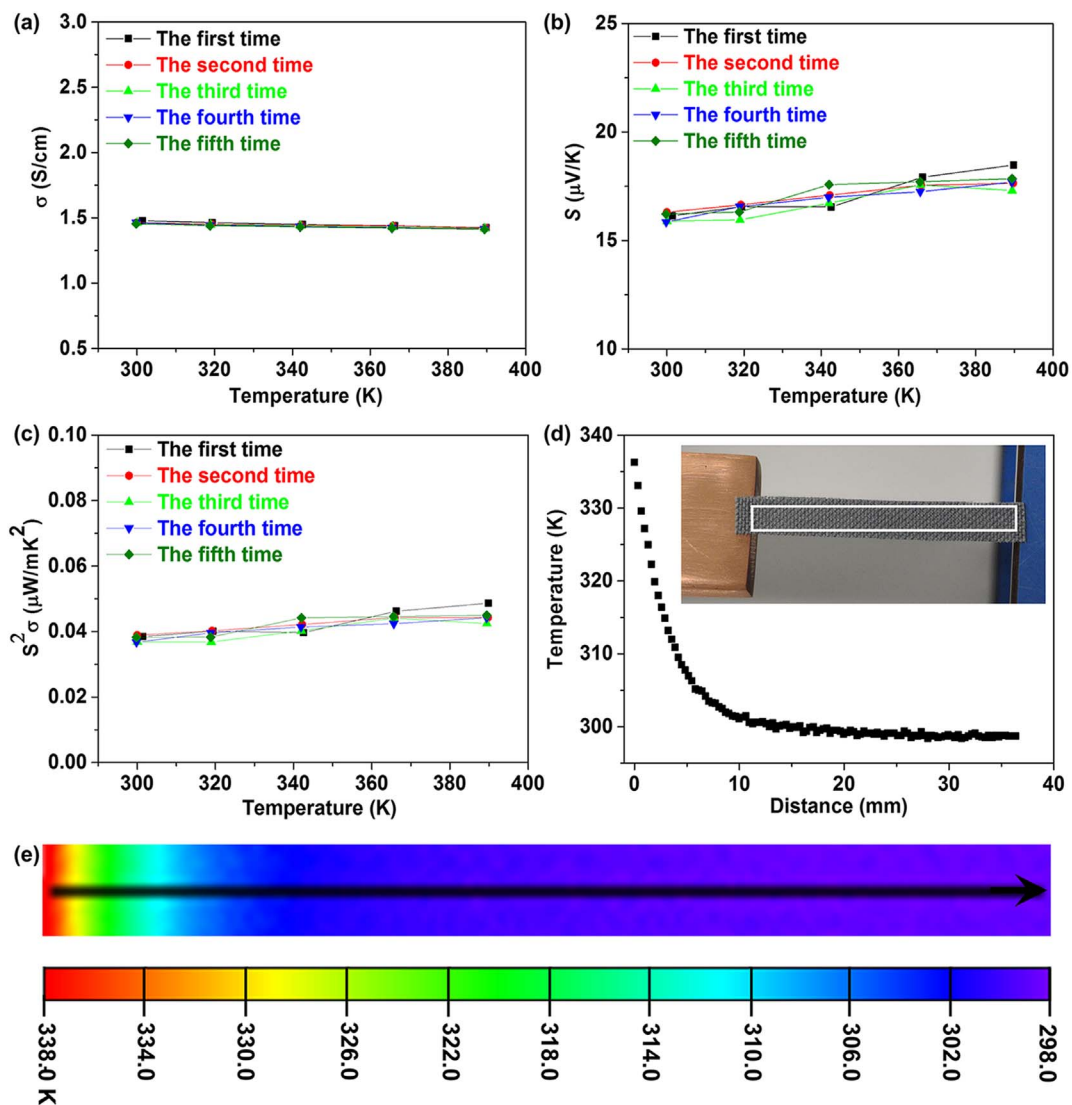 (a)
3.0
2.5
2.0
1.5
1.0
0.5
σ (S/cm)
The first time
The second time
The third time
The fourth time
The fifth time
300 320 340 360 380 400
Temperature (K)
(b)
25
20
15
10
S (μV/K)
The first time
The second time
The third time
The fourth time
The fifth time
300 320 340 360 380 400
Temperature (K)
(c)
0.10
0.08
0.06
0.04
0.02
0.00
S²σ (μW/mK²)
The first time
The second time
The third time
The fourth time
The fifth time
300 320 340 360 380 400
Temperature (K)
(d)
340
330
320
310
300
Temperature (K)
0 10 20 30 40
Distance (mm)
(e)
338.0 K 334.0 330.0 326.0 322.0 318.0 314.0 310.0 306.0 302.0 298.0